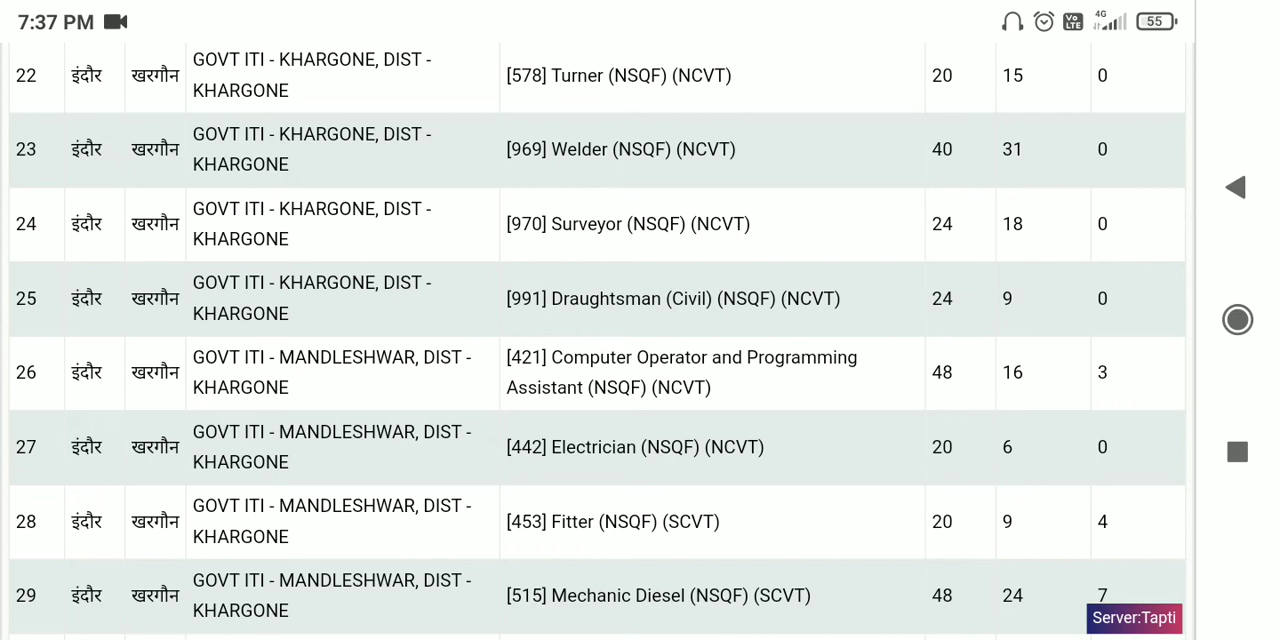 7:37 PM Vo LTE 4G 55
22 इंदौर खरगौन GOVT ITI - KHARGONE, DIST - KHARGONE [578] Turner (NSQF) (NCVT) 20 15 0
23 इंदौर खरगौन GOVT ITI - KHARGONE, DIST - KHARGONE [969] Welder (NSQF) (NCVT) 40 31 0
24 इंदौर खरगौन GOVT ITI - KHARGONE, DIST - KHARGONE [970] Surveyor (NSQF) (NCVT) 24 18 0
25 इंदौर खरगौन GOVT ITI - KHARGONE, DIST - KHARGONE [991] Draughtsman (Civil) (NSQF) (NCVT) 24 9 0
26 इंदौर खरगौन GOVT ITI - MANDLESHWAR, DIST - KHARGONE [421] Computer Operator and Programming Assistant (NSQF) (NCVT) 48 16 3
27 इंदौर खरगौन GOVT ITI - MANDLESHWAR, DIST - KHARGONE [442] Electrician (NSQF) (NCVT) 20 6 0
28 इंदौर खरगौन GOVT ITI - MANDLESHWAR, DIST - KHARGONE [453] Fitter (NSQF) (SCVT) 20 9 4
29 इंदौर खरगौन GOVT ITI - MANDLESHWAR, DIST - KHARGONE [515] Mechanic Diesel (NSQF) (SCVT) 48 24 7
Server:Tapti